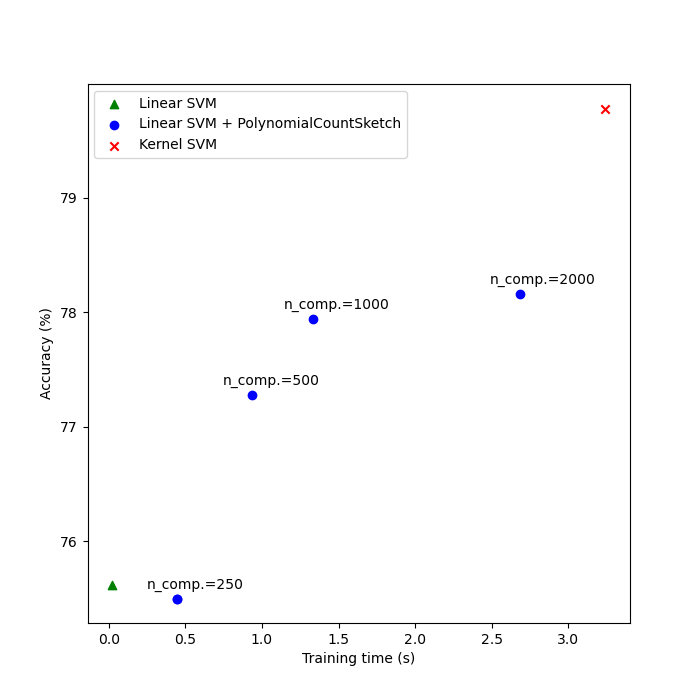 Linear SVM
Linear SVM + PolynomialCountSketch
Kernel SVM
79
n_comp.=2000
78
n_comp.=1000
n_comp.=500
77
76
n_comp.=250
Accuracy (%)
0.0 0.5 1.0 1.5 2.0 2.5 3.0
Training time (s)